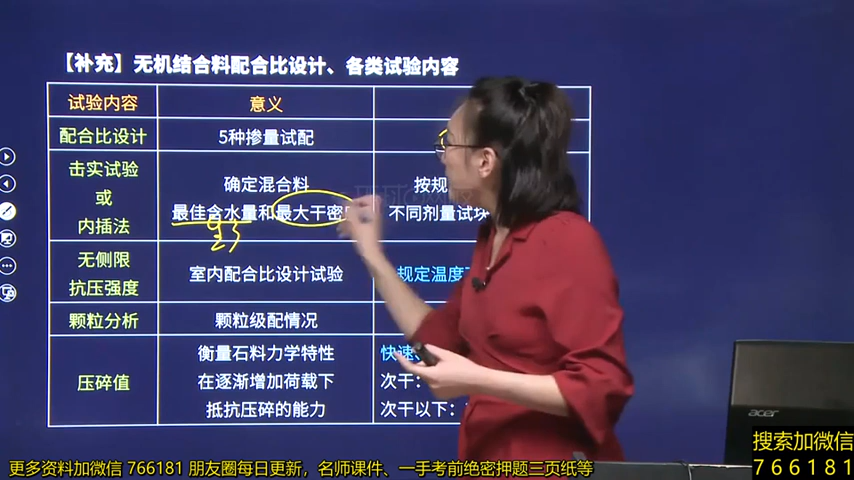 【补充】无机结合料配合比设计、各类试验内容
试验内容 意义
配合比设计 5种掺量试配
击实试验
或
内插法
确定混合料
最佳含水量和最大干密
按规
不同剂量试块
无侧限
抗压强度
室内配合比设计试验
规定温度
颗粒分析 颗粒级配情况
压碎值
衡量石料力学特性
在逐渐增加荷载下
抵抗压碎的能力
快速、
次干：
次干以下：
acer
搜索加微信
766181
更多资料加微信 766181 朋友圈每日更新，名师课件、一手考前绝密押题三页纸等